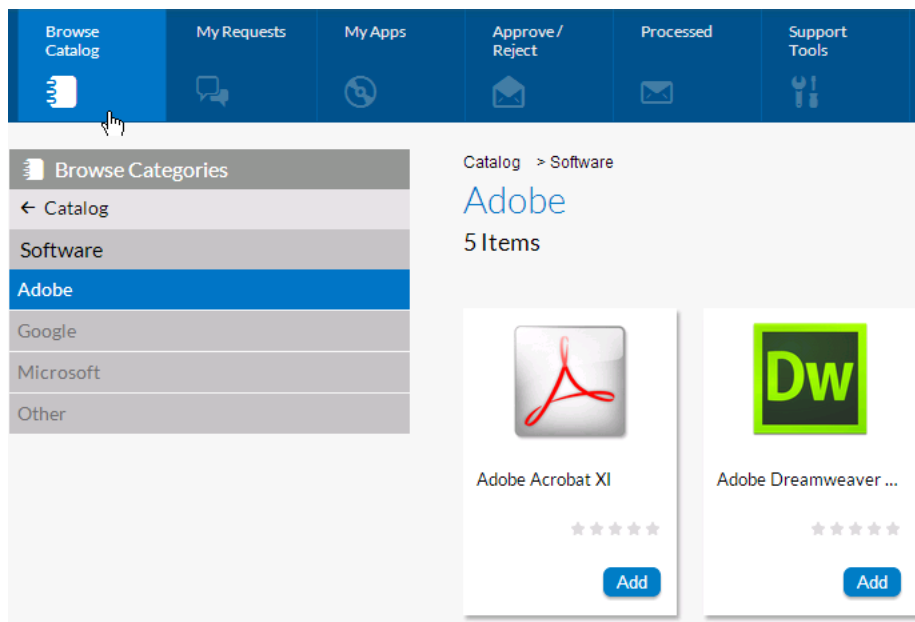 Browse
Catalog
My Requests
My Apps
Approve /
Reject
Processed
Support
Tools
Browse Categories
← Catalog
Software
Adobe
Google
Microsoft
Other
Catalog > Software
Adobe
5 Items
Dw
Adobe Acrobat XI
Adobe Dreamweaver ...
Add
Add